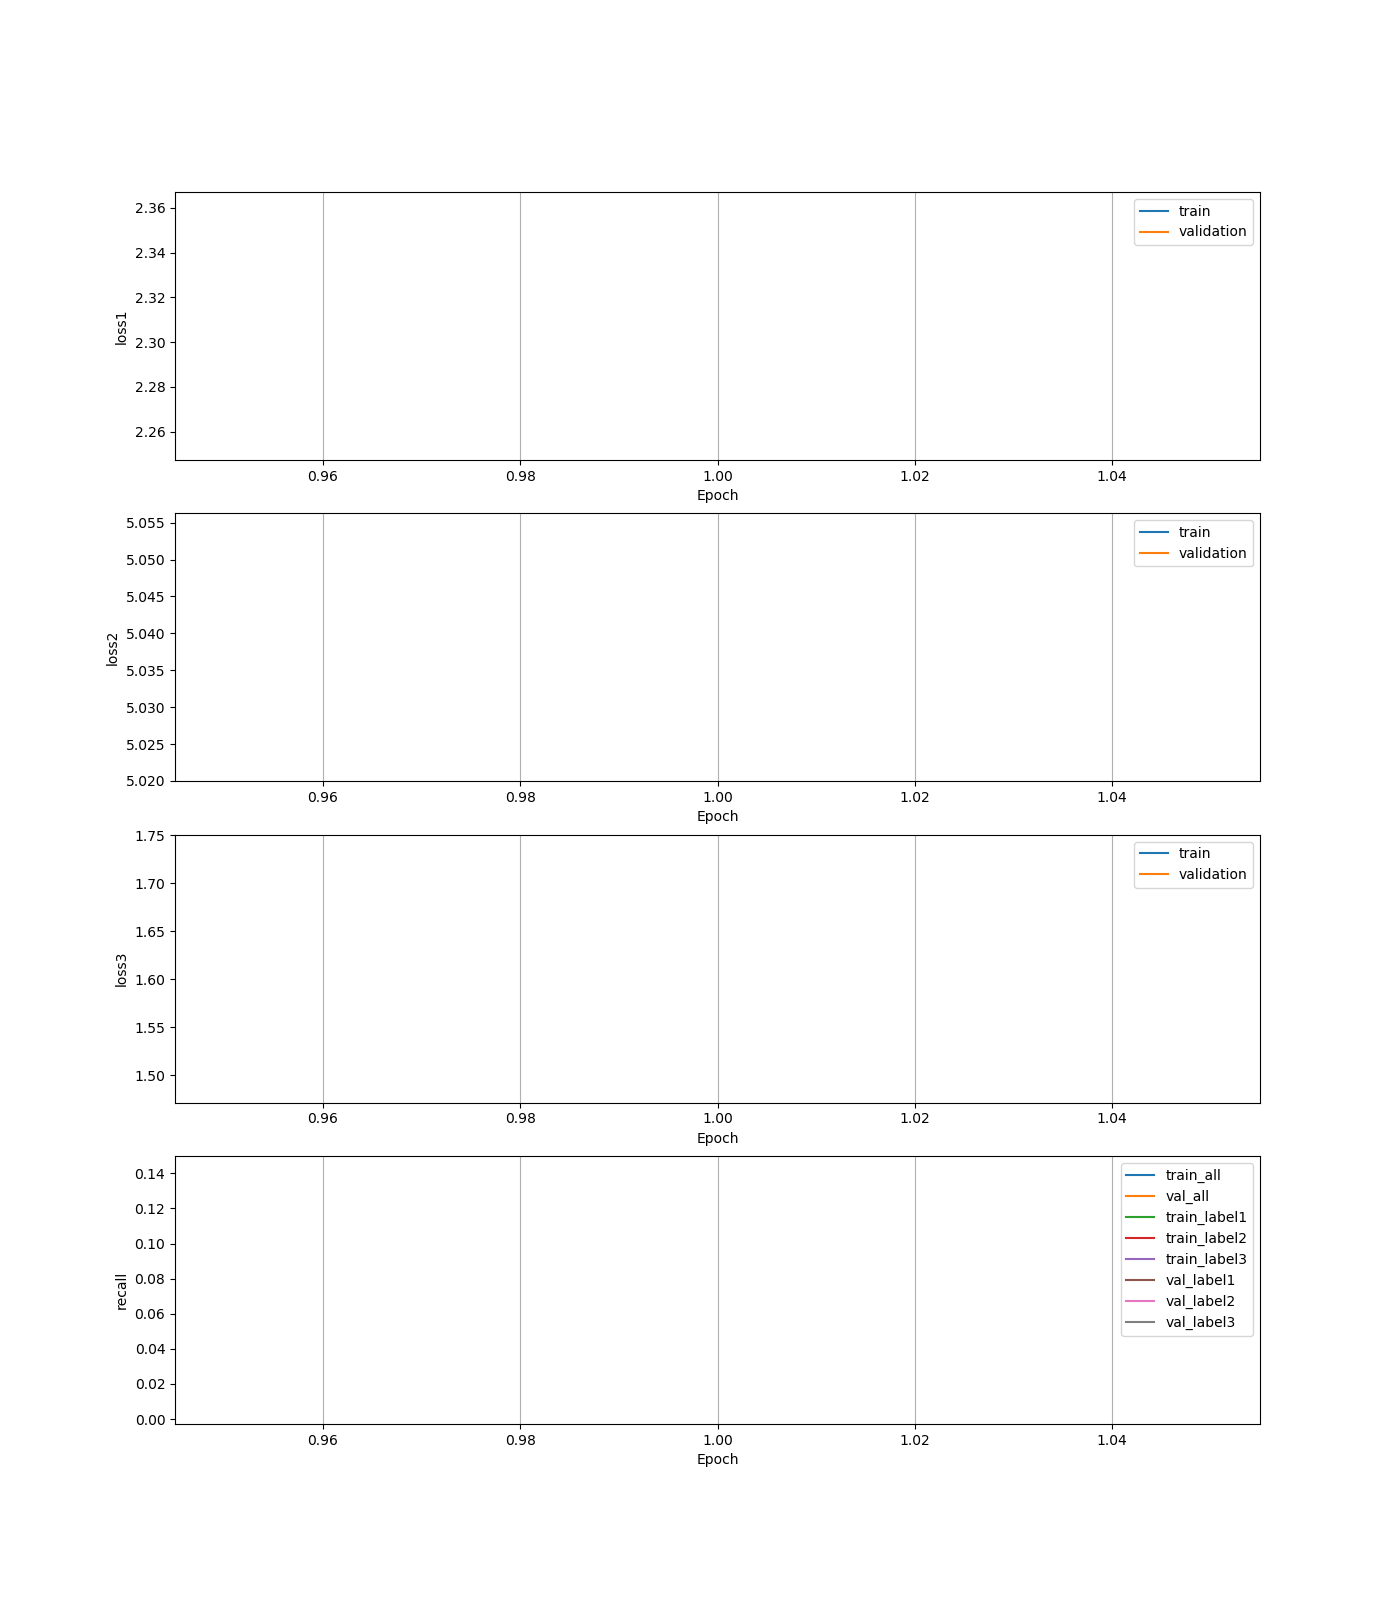 2.36
2.34
2.32
2.30
2.28
2.26
loss1
train
validation
0.96 0.98 1.00 1.02 1.04
Epoch
5.055
5.050
5.045
5.040
5.035
5.030
5.025
5.020
loss2
train
validation
0.96 0.98 1.00 1.02 1.04
Epoch
1.75
1.70
1.65
1.60
1.55
1.50
loss3
train
validation
0.96 0.98 1.00 1.02 1.04
Epoch
0.14
0.12
0.10
0.08
0.06
0.04
0.02
0.00
recall
train_all
val_all
train_label1
train_label2
train_label3
val_label1
val_label2
val_label3
0.96 0.98 1.00 1.02 1.04
Epoch